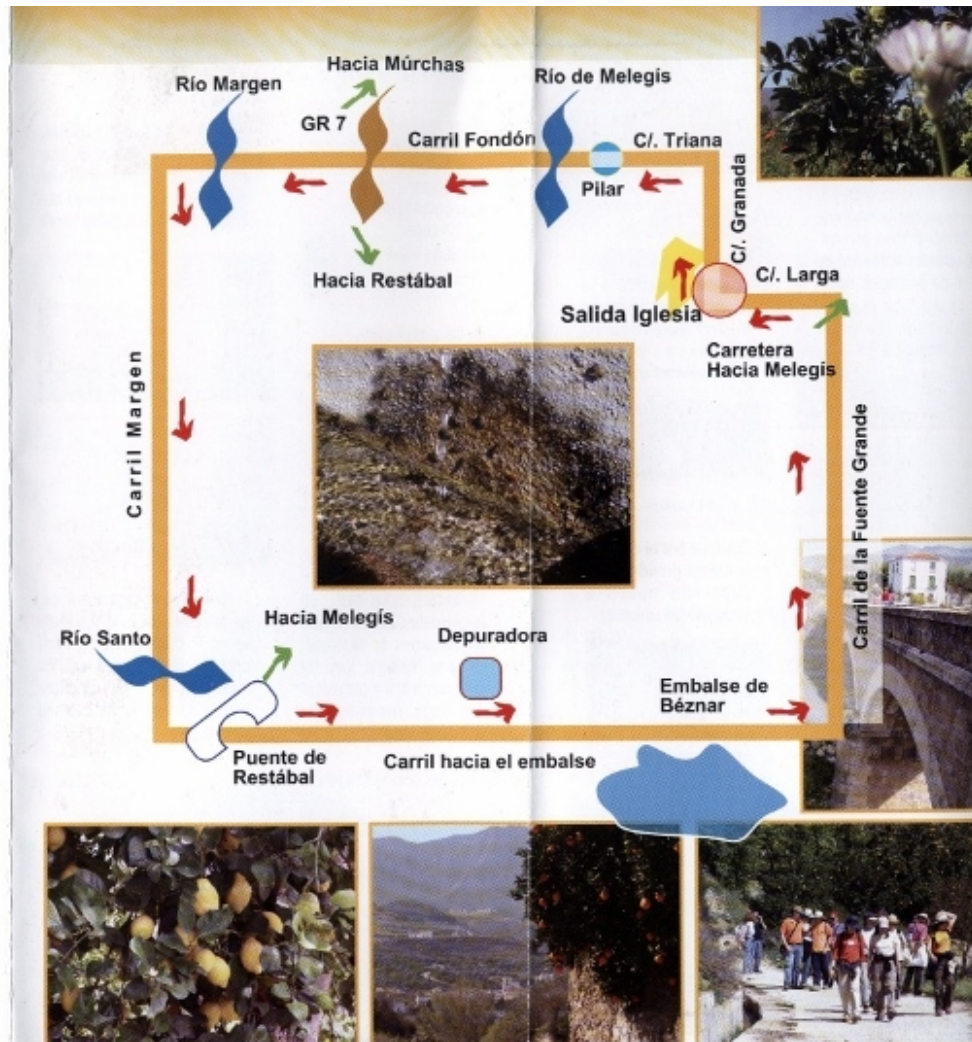 Hacia Múrchas
Río Margen
Río de Melegís
GR 7
Carril Fondón
C/. Triana
Pilar
C/. Granada
Hacia Restábal
C/. Larga
Salida Iglesia
Carretera
Hacia Melegís
Carril Margen
Carril de la Fuente Grande
Río Santo
Hacia Melegís
Depuradora
Embalse de
Béznar
Puente de
Restábal
Carril hacia el embalse